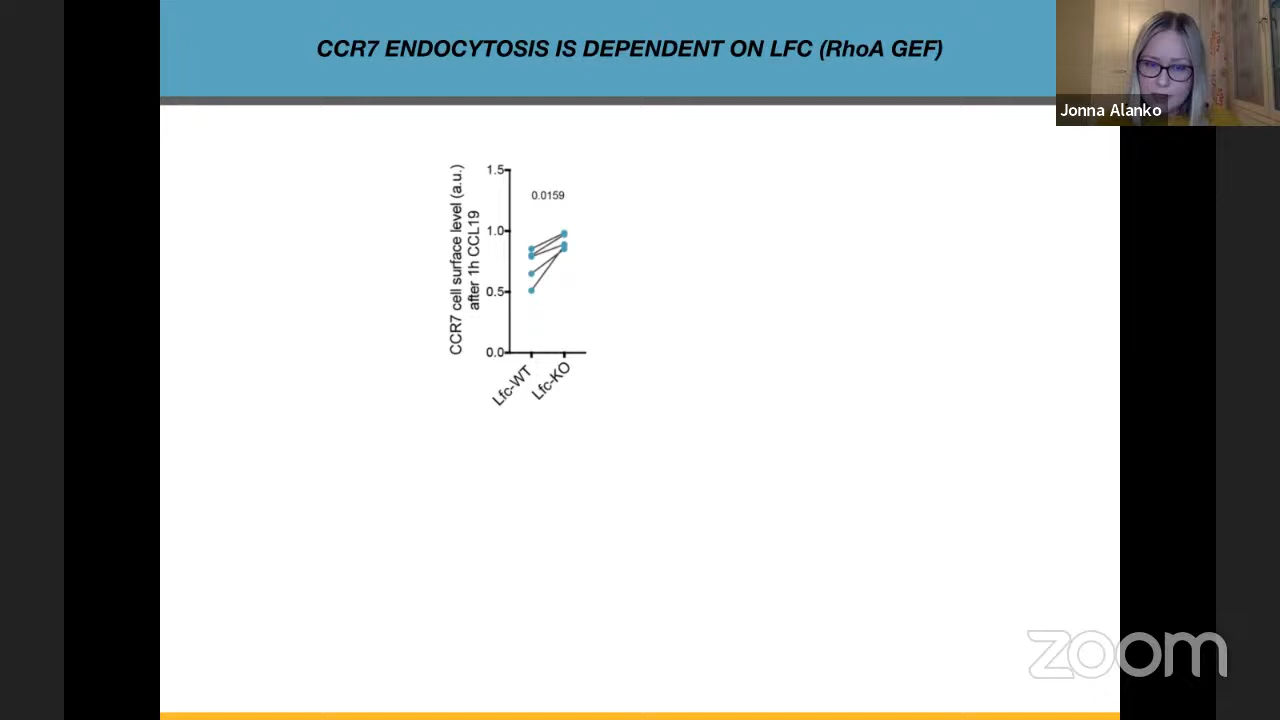 CCR7 ENDOCYTOSIS IS DEPENDENT ON LFC (RhoA GEF)
Jonna Alanko
CCR7 cell surface level (a.u.)
after 1h CCL19
1.5
1.0
0.5
0.0
0.0159
Lfc-WT
Lfc-KO
zoom